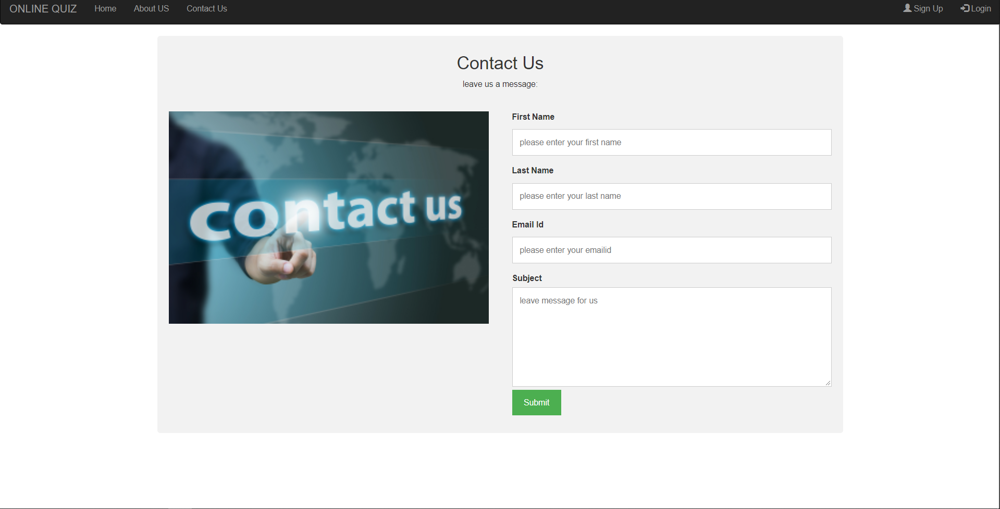 ONLINE QUIZ Home About US Contact Us Sign Up Login
Contact Us
leave us a message:
contact us
First Name
please enter your first name
Last Name
please enter your last name
Email Id
please enter your emailid
Subject
leave message for us
Submit